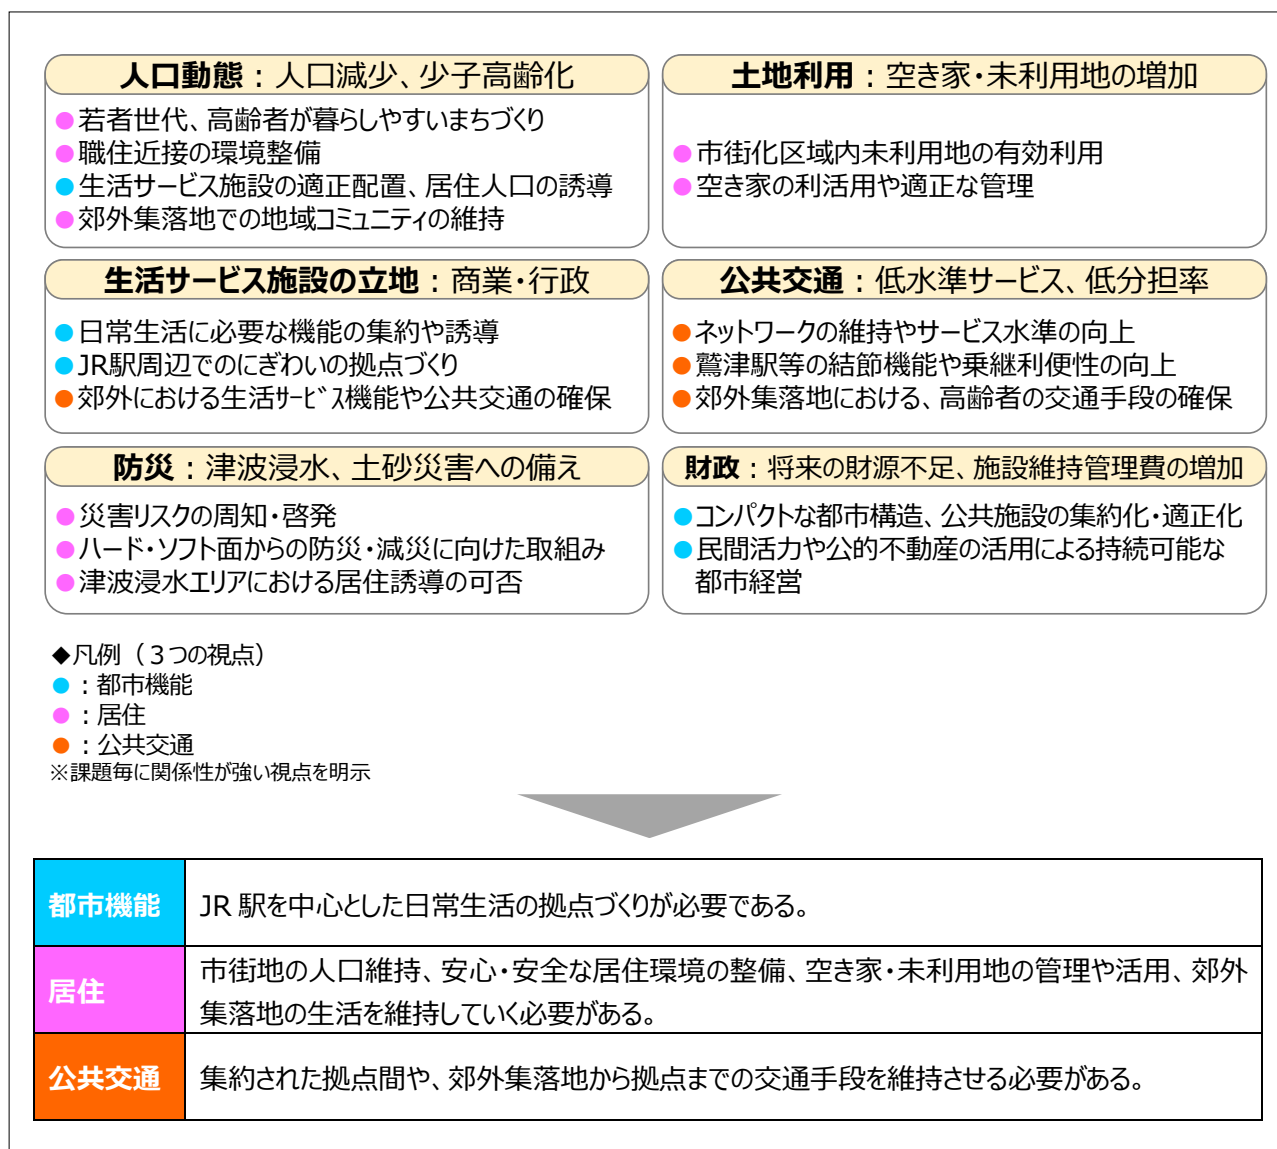 人口動態：人口減少、少子高齢化
●若者世代、高齢者が暮らしやすいまちづくり
●職住近接の環境整備
●生活サービス施設の適正配置、居住人口の誘導
●郊外集落地での地域コミュニティの維持
土地利用：空き家・未利用地の増加
●市街化区域内未利用地の有効利用
●空き家の利活用や適正な管理
生活サービス施設の立地：商業・行政
●日常生活に必要な機能の集約や誘導
●JR駅周辺でのにぎわいの拠点づくり
●郊外における生活ｻｰﾋﾞｽ機能や公共交通の確保
公共交通：低水準サービス、低分担率
●ネットワークの維持やサービス水準の向上
●鷲津駅等の結節機能や乗継利便性の向上
●郊外集落地における、高齢者の交通手段の確保
防災：津波浸水、土砂災害への備え
●災害リスクの周知・啓発
●ハード・ソフト面からの防災・減災に向けた取組み
●津波浸水エリアにおける居住誘導の可否
財政：将来の財源不足、施設維持管理費の増加
●コンパクトな都市構造、公共施設の集約化・適正化
●民間活力や公的不動産の活用による持続可能な
都市経営
◆凡例（３つの視点）
●：都市機能
●：居住
●：公共交通
※課題毎に関係性が強い視点を明示
都市機能
JR 駅を中心とした日常生活の拠点づくりが必要である。
居住
市街地の人口維持、安心・安全な居住環境の整備、空き家・未利用地の管理や活用、郊外
集落地の生活を維持していく必要がある。
公共交通
集約された拠点間や、郊外集落地から拠点までの交通手段を維持させる必要がある。